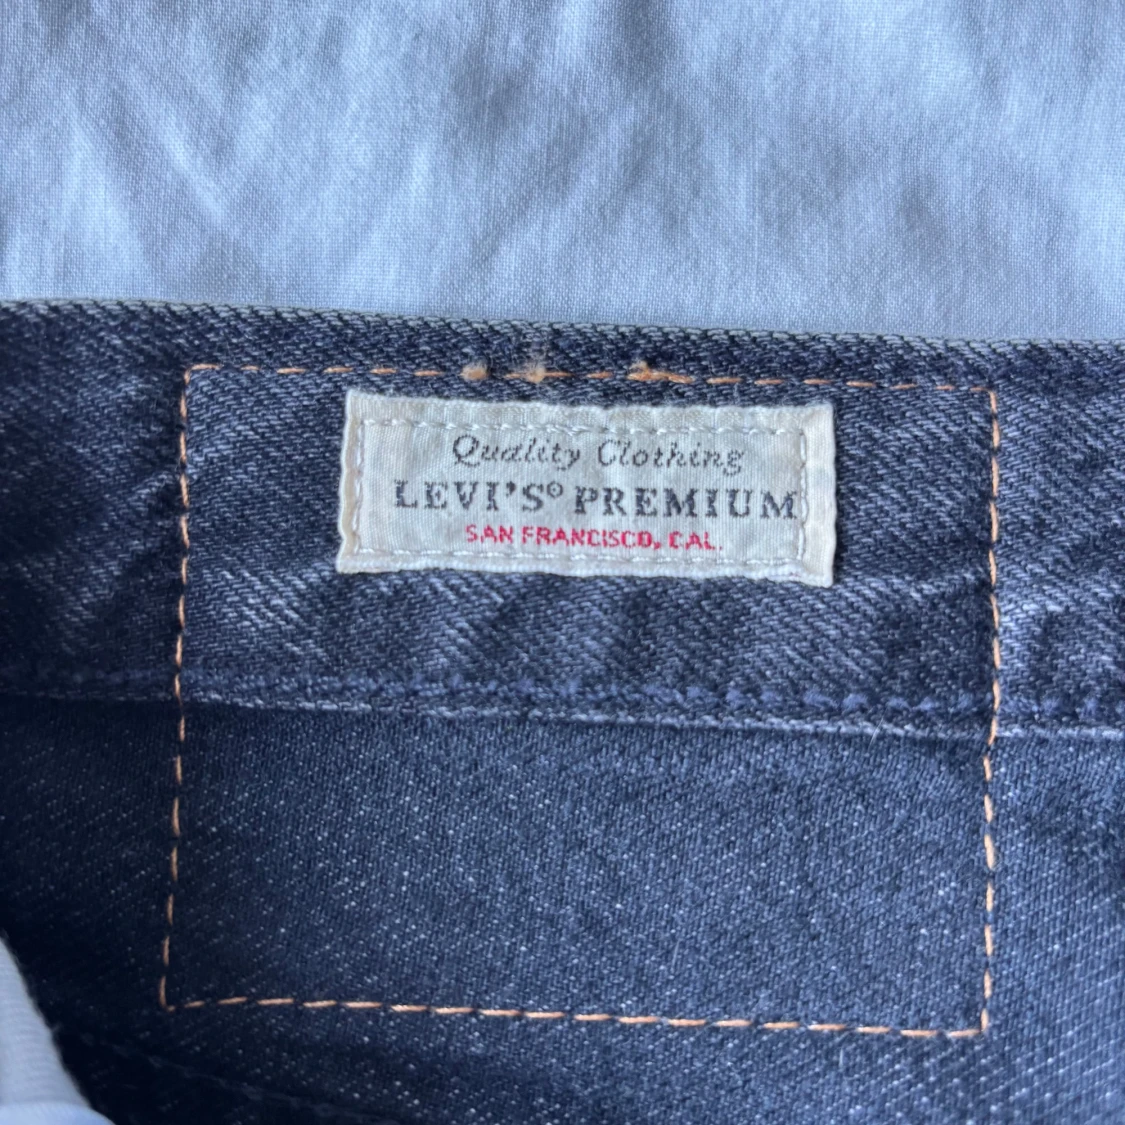 Quality Clothing
LEVI'S® PREMIUM
SAN FRANCISCO, CAL.